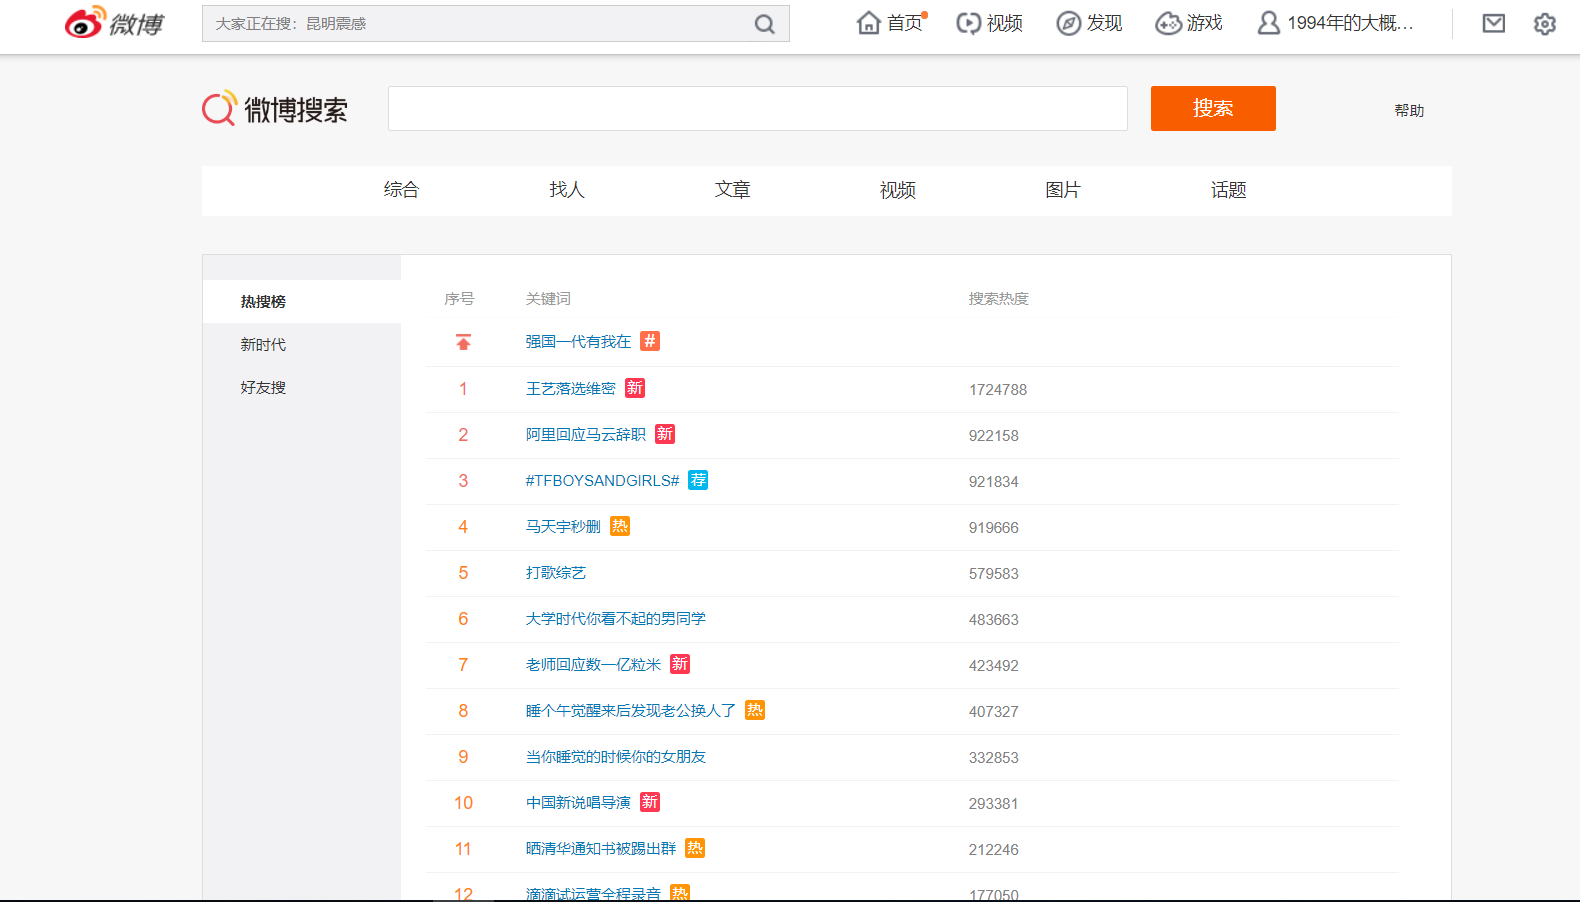 微博 大家正在搜：昆明震感 首页 视频 发现 游戏 1994年的大概...
微博搜索 搜索 帮助
综合 找人 文章 视频 图片 话题
热搜榜
新时代
好友搜
序号 关键词 搜索热度
强国一代有我在 #
1 王艺落选维密 新 1724788
2 阿里回应马云辞职 新 922158
3 #TFBOYSANDGIRLS# 荐 921834
4 马天宇秒删 热 919666
5 打歌综艺 579583
6 大学时代你看不起的男同学 483663
7 老师回应数一亿粒米 新 423492
8 睡个午觉醒来后发现老公换人了 热 407327
9 当你睡觉的时候你的女朋友 332853
10 中国新说唱导演 新 293381
11 晒清华通知书被踢出群 热 212246
12 滴滴试运营全程录音 热 177050